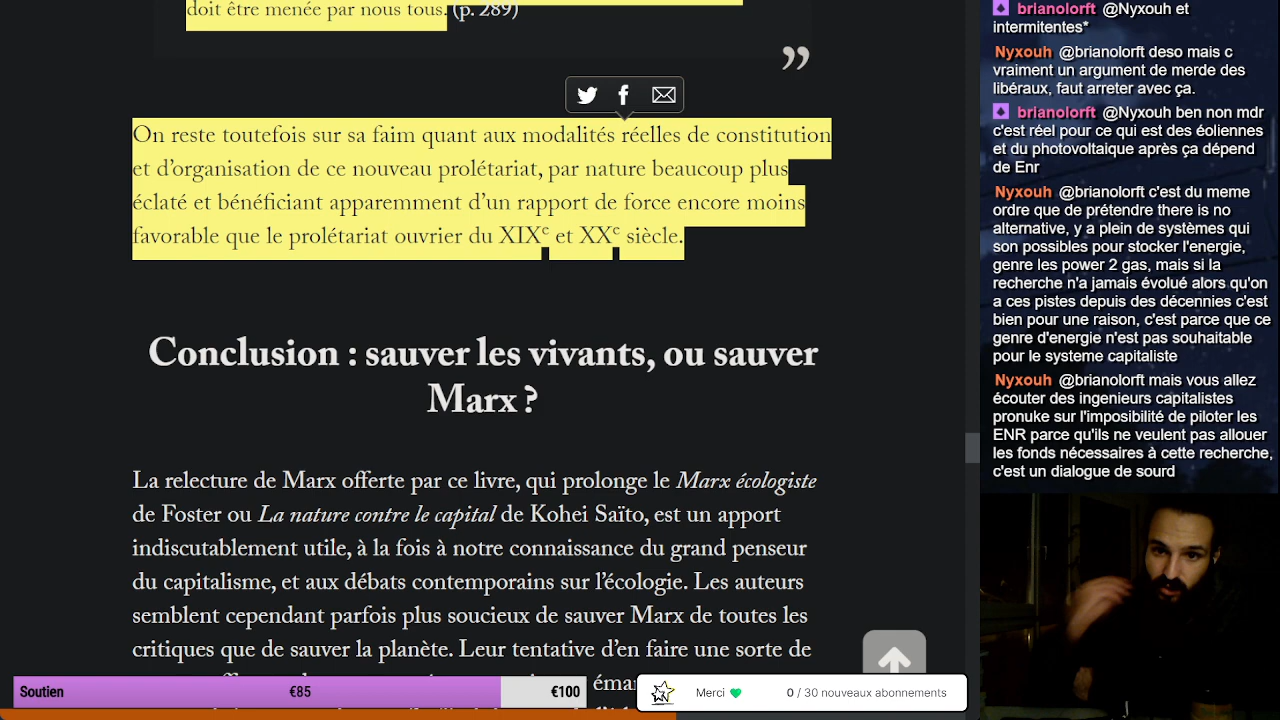 doit être menée par nous tous. (p. 289)
”
On reste toutefois sur sa faim quant aux modalités réelles de constitution
et d’organisation de ce nouveau prolétariat, par nature beaucoup plus
éclaté et bénéficiant apparemment d’un rapport de force encore moins
favorable que le prolétariat ouvrier du XIXe et XXe siècle.
Conclusion : sauver les vivants, ou sauver
Marx ?
La relecture de Marx offerte par ce livre, qui prolonge le Marx écologiste
de Foster ou La nature contre le capital de Kohei Saïto, est un apport
indiscutablement utile, à la fois à notre connaissance du grand penseur
du capitalisme, et aux débats contemporains sur l’écologie. Les auteurs
semblent cependant parfois plus soucieux de sauver Marx de toutes les
critiques que de sauver la planète. Leur tentative d’en faire une sorte de
Soutien €85 €100
Merci 0 / 30 nouveaux abonnements
brianolorft @Nyxouh et
intermitentes*
Nyxouh @brianolorft deso mais c
vraiment un argument de merde des
libéraux, faut arreter avec ça.
brianolorft @Nyxouh ben non mdr
c'est réel pour ce qui est des éoliennes
et du photovoltaique après ça dépend
de Enr
Nyxouh @brianolorft c'est du meme
ordre que de prétendre there is no
alternative, y a plein de systèmes qui
son possibles pour stocker l'energie,
genre les power 2 gas, mais si la
recherche n'a jamais évolué alors qu'on
a ces pistes depuis des décennies c'est
bien pour une raison, c'est parce que ce
genre d'energie n'est pas souhaitable
pour le systeme capitaliste
Nyxouh @brianolorft mais vous allez
écouter des ingenieurs capitalistes
pronuke sur l'imposibilité de piloter les
ENR parce qu'ils ne veulent pas allouer
les fonds nécessaires à cette recherche,
c'est un dialogue de sourd